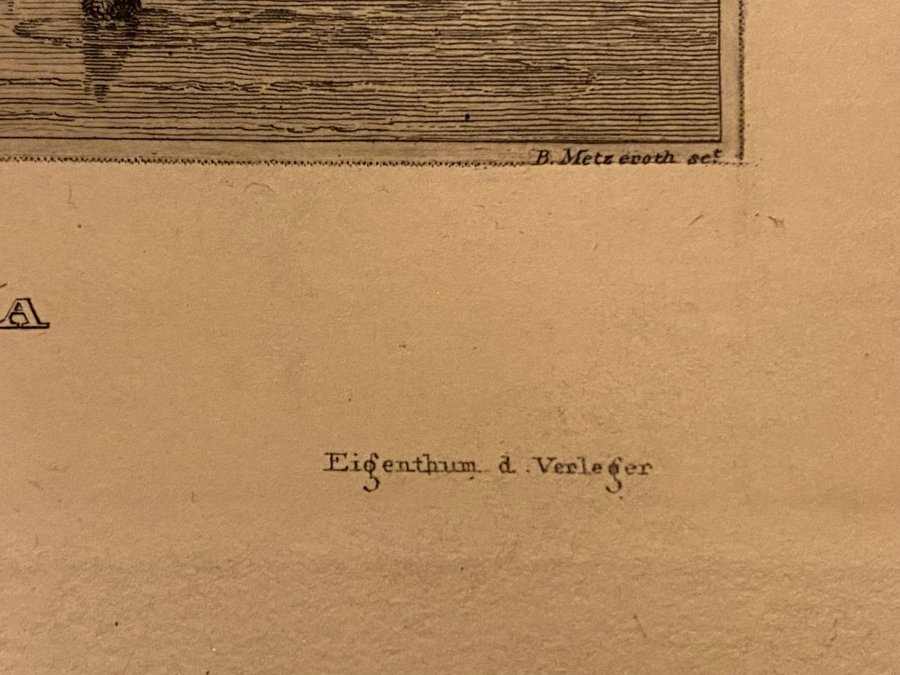 B. Metzeroth sct
A
Eigenthum d. Verleger